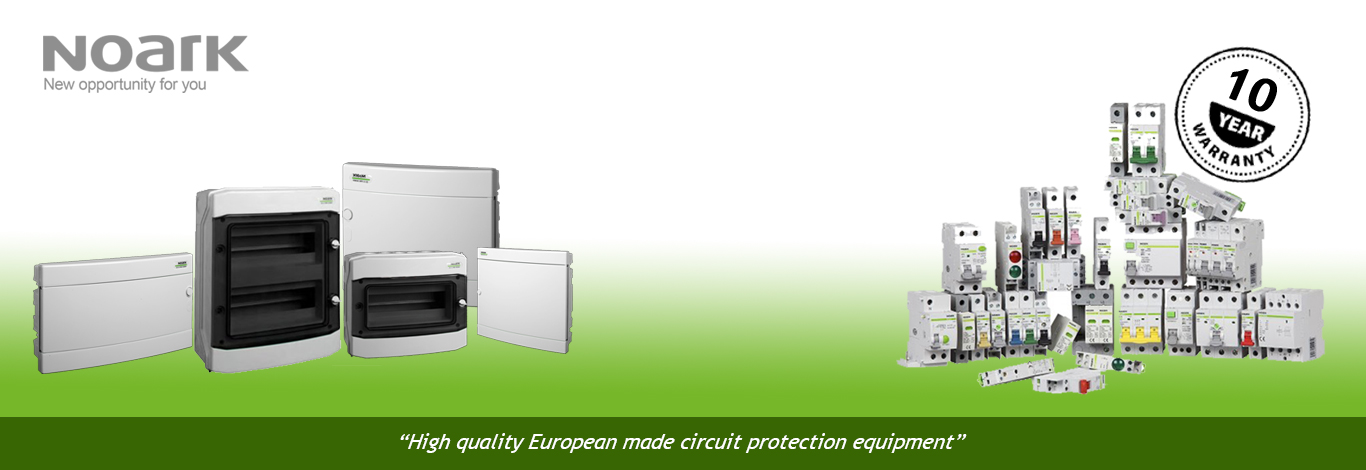 NOARK
New opportunity for you
10
YEAR
WARRANTY
“High quality European made circuit protection equipment”